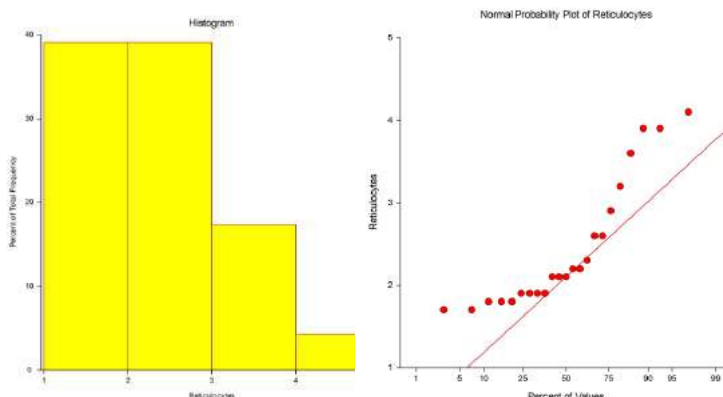 Histogram
Percent of Total Frequency
40
30
20
10
0
1 2 3 4
Reticulocytes
Normal Probability Plot of Reticulocytes
Reticulocytes
5
4
3
2
1
1 5 10 25 50 75 90 95 99
Percent of Values